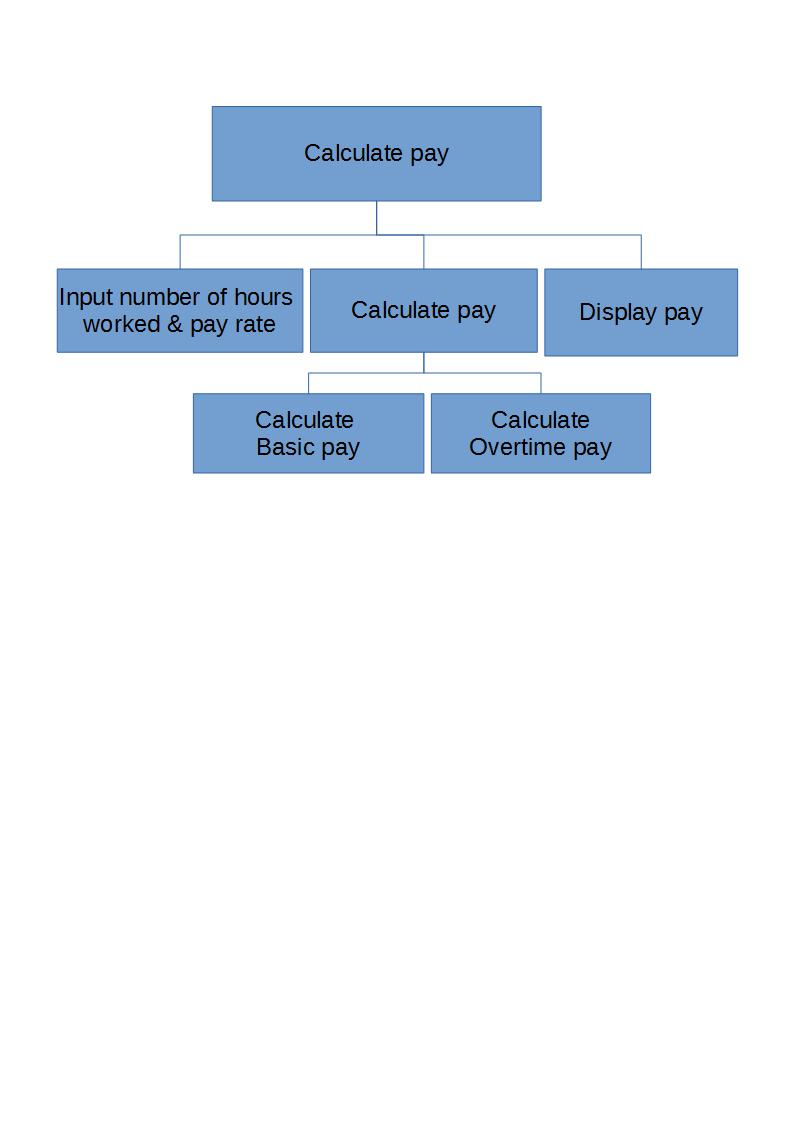 Calculate pay
Input number of hours
worked & pay rate
Calculate pay
Display pay
Calculate
Basic pay
Calculate
Overtime pay